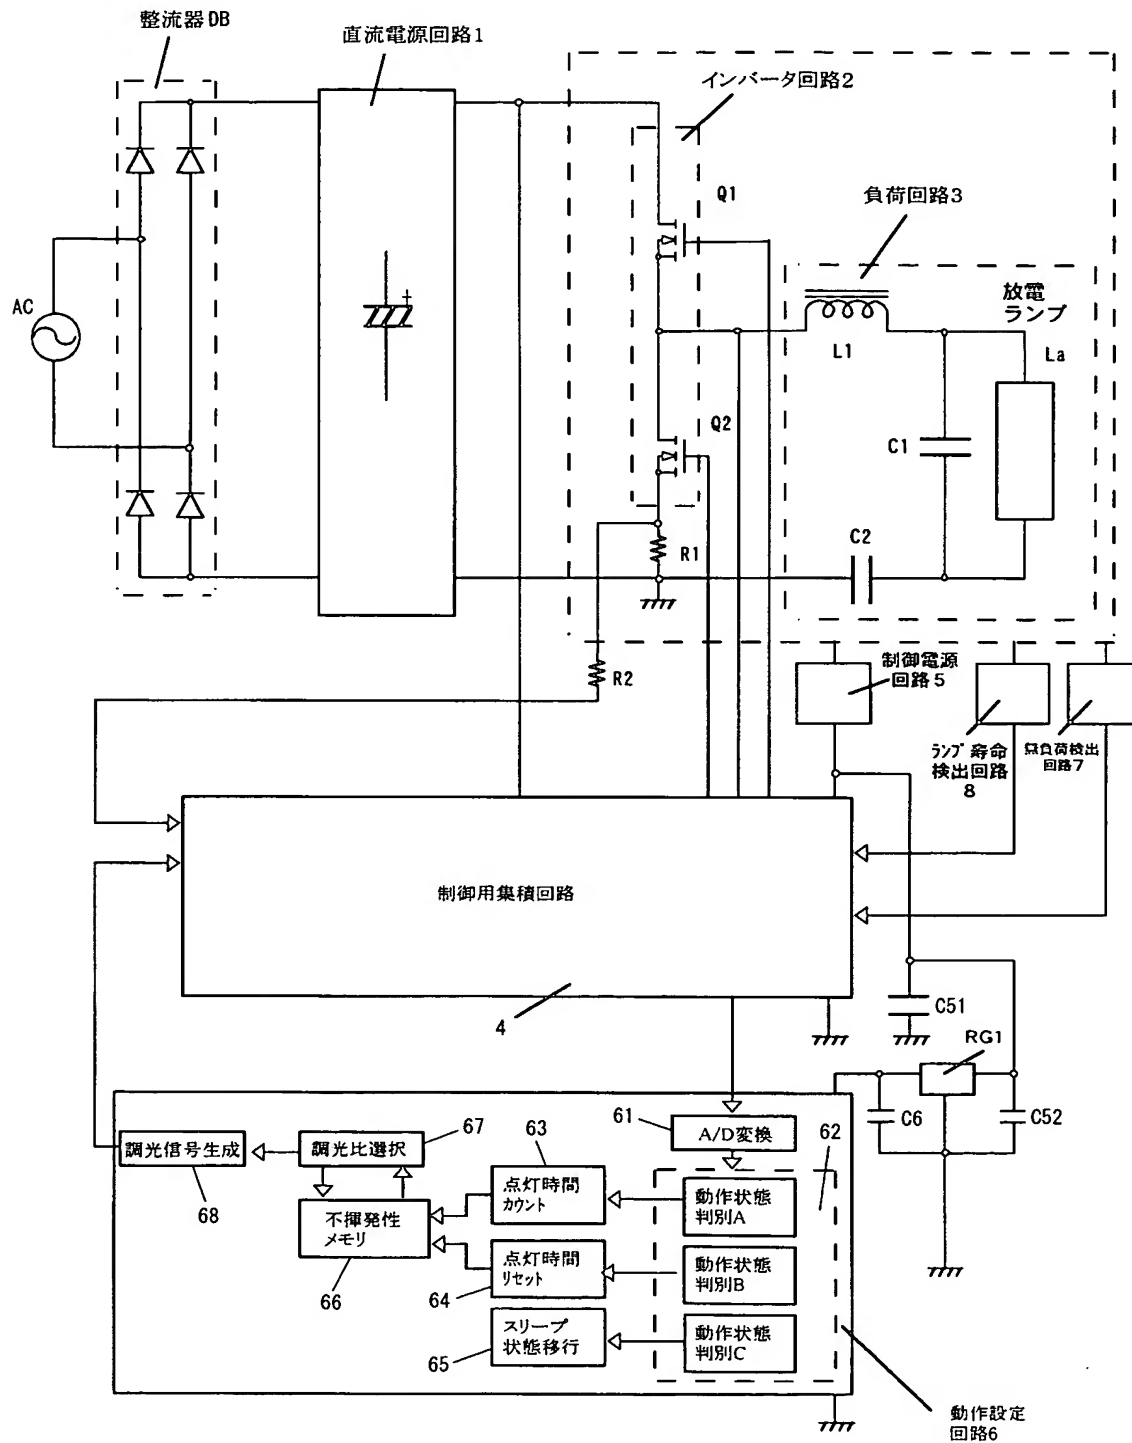 整流器DB
直流電源回路1
インバータ回路2
Q1
負荷回路3
AC
放電
ランプ
L1
La
Q2
C1
C2
R1
R2
制御電源
回路5
ランプ寿命
検出回路
8
無負荷検出
回路7
制御用集積回路
4
C51
RG1
C6
C52
61
A/D変換
62
63
67
調光信号生成
調光比選択
点灯時間
カウント
動作状態
判別A
68
不揮発性
メモリ
66
点灯時間
リセット
64
動作状態
判別B
スリープ
状態移行
65
動作状態
判別C
動作設定
回路6